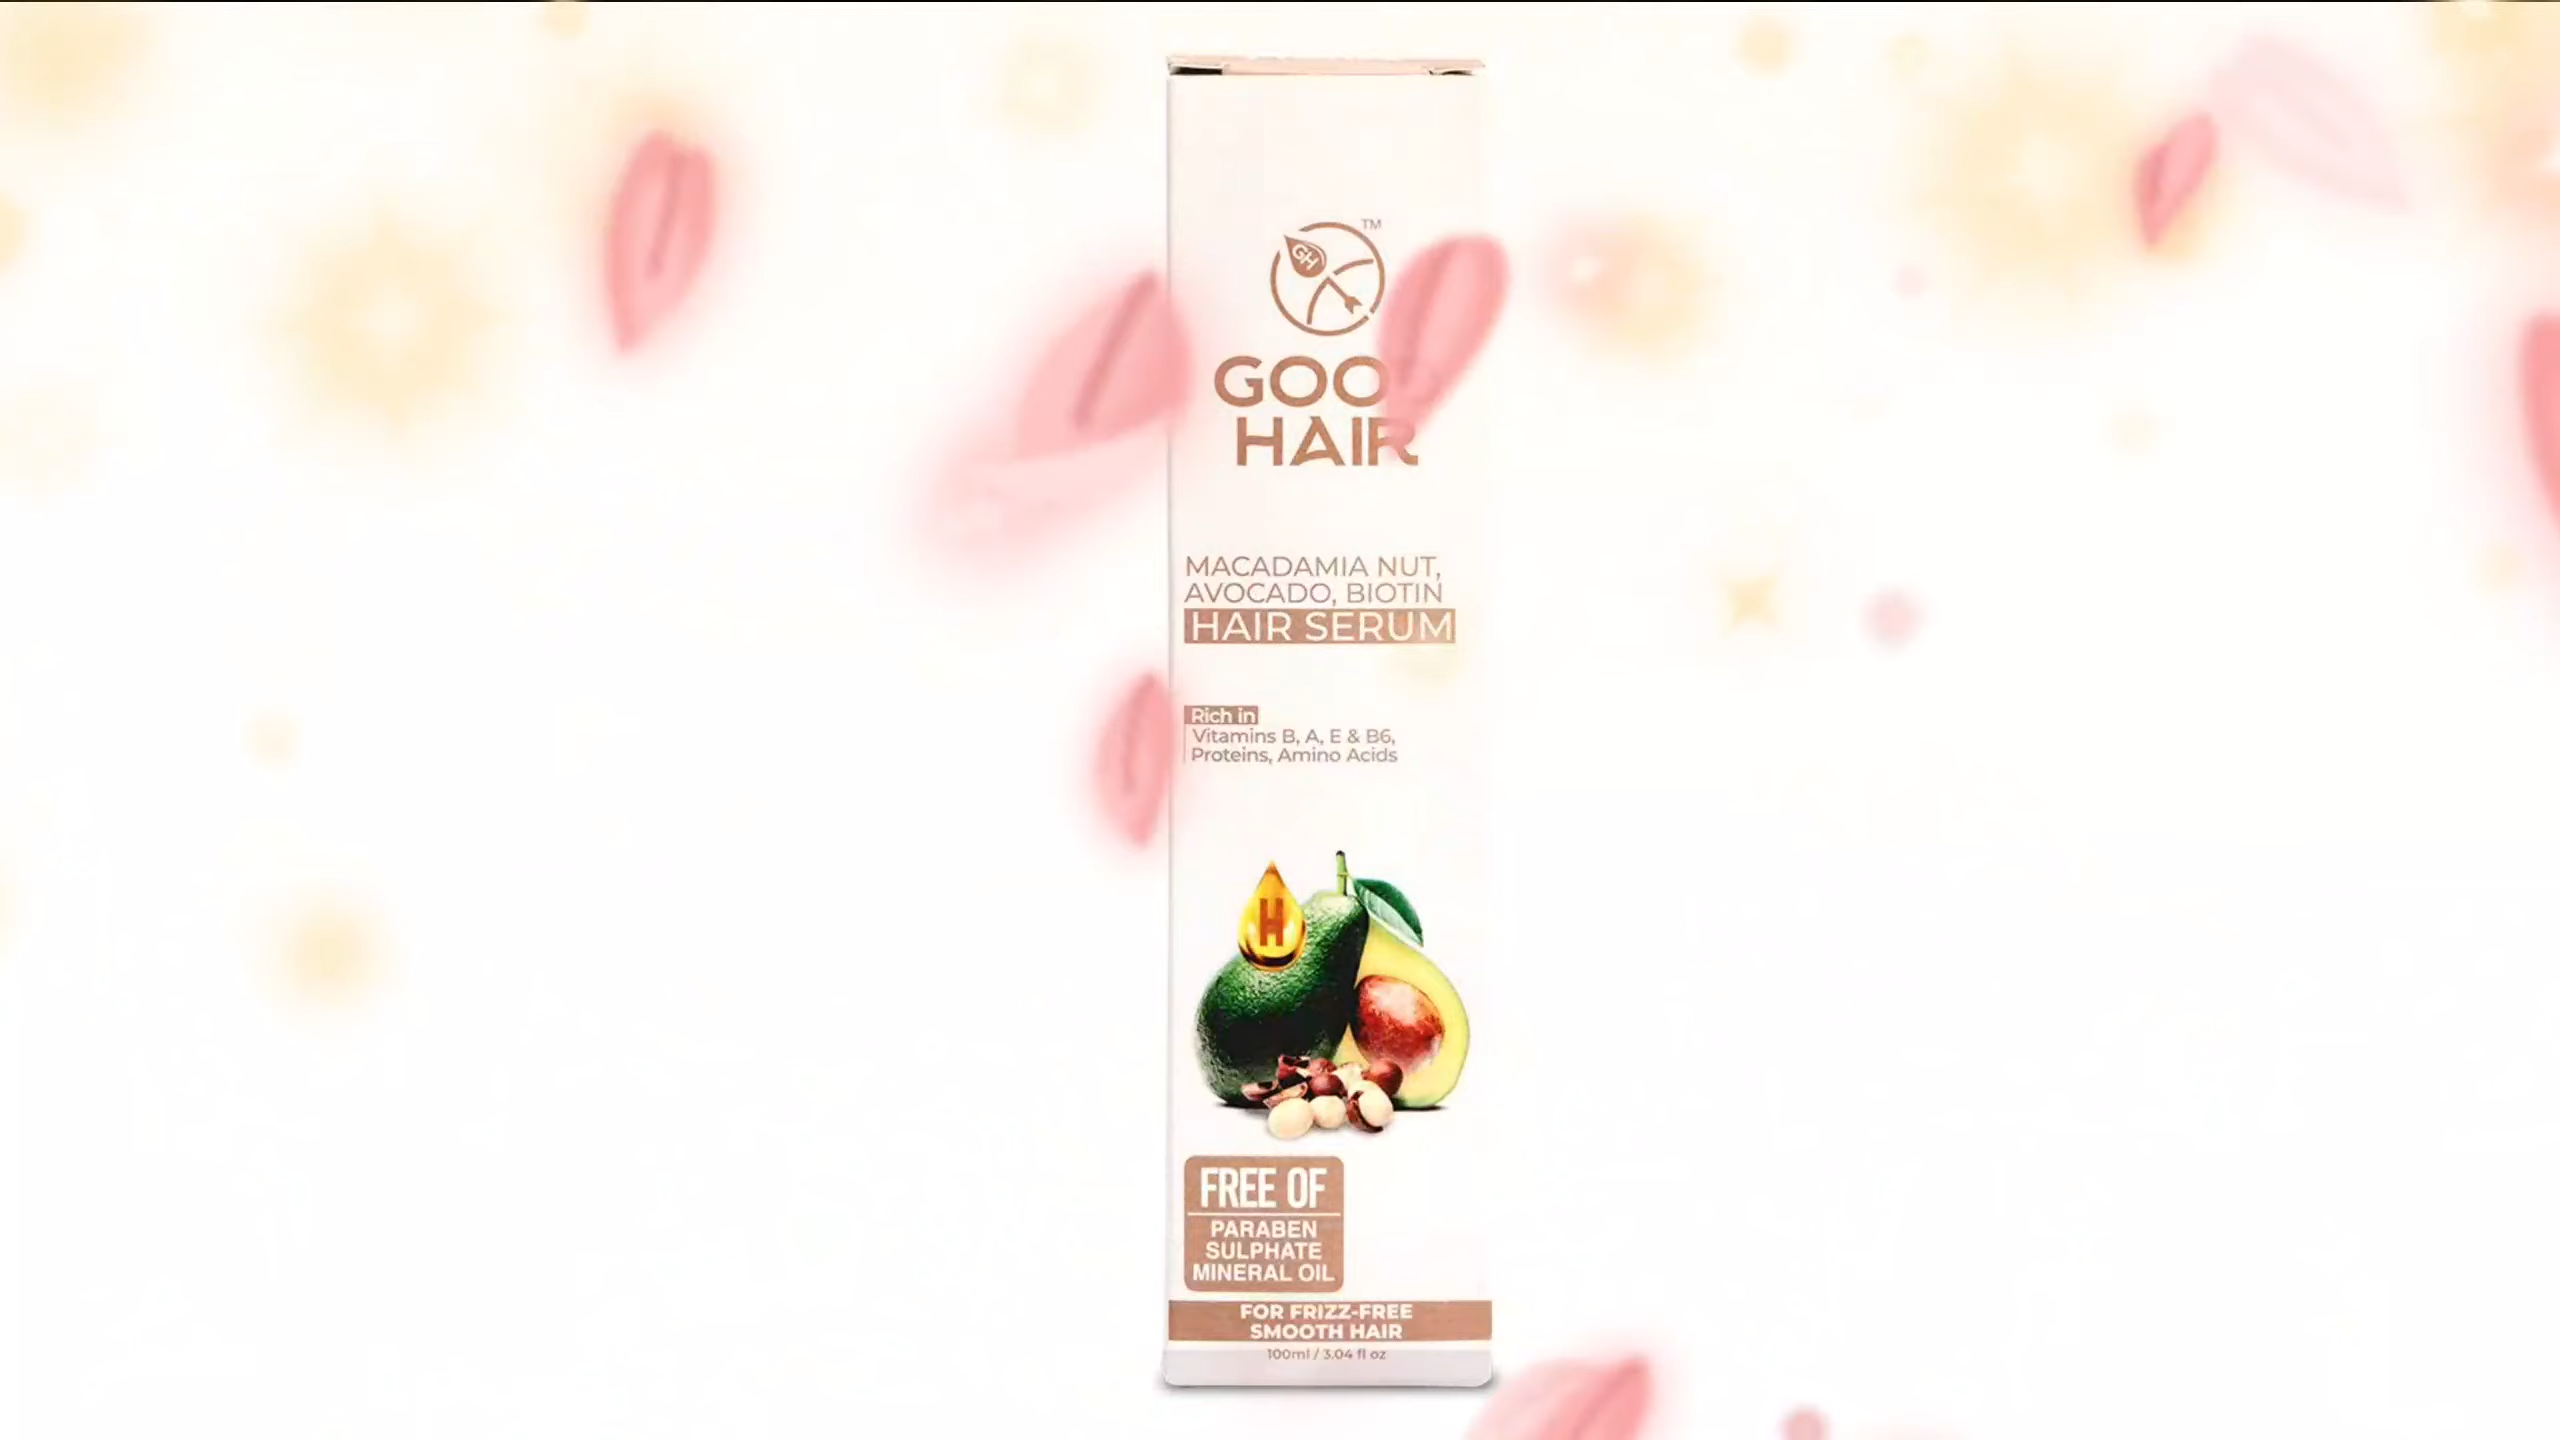 TM
GH
GOO
HAIR
MACADAMIA NUT,
AVOCADO, BIOTIN
HAIR SERUM
Rich in
Vitamins B, A, E & B6,
Proteins, Amino Acids
H
FREE OF
PARABEN
SULPHATE
MINERAL OIL
FOR FRIZZ-FREE
SMOOTH HAIR
100ml / 3.04 fl oz